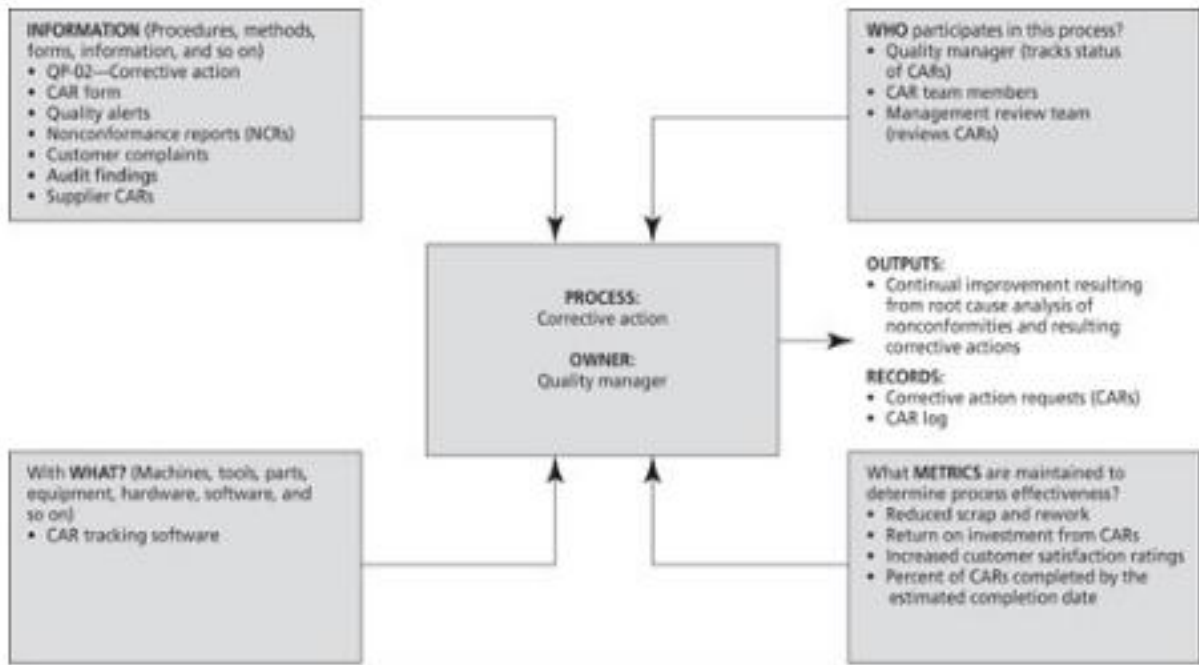 INFORMATION (Procedures, methods,
forms, information, and so on)
• QP-02—Corrective action
• CAR form
• Quality alerts
• Nonconformance reports (NCRs)
• Customer complaints
• Audit findings
• Supplier CARs
WHO participates in this process?
• Quality manager (tracks status
of CARs)
• CAR team members
• Management review team
(reviews CARs)
PROCESS:
Corrective action
OWNER:
Quality manager
OUTPUTS:
• Continual improvement resulting
from root cause analysis of
nonconformities and resulting
corrective actions
RECORDS:
• Corrective action requests (CARs)
• CAR log
With WHAT? (Machines, tools, parts,
equipment, hardware, software, and
so on)
• CAR tracking software
What METRICS are maintained to
determine process effectiveness?
• Reduced scrap and rework
• Return on investment from CARs
• Increased customer satisfaction ratings
• Percent of CARs completed by the
estimated completion date